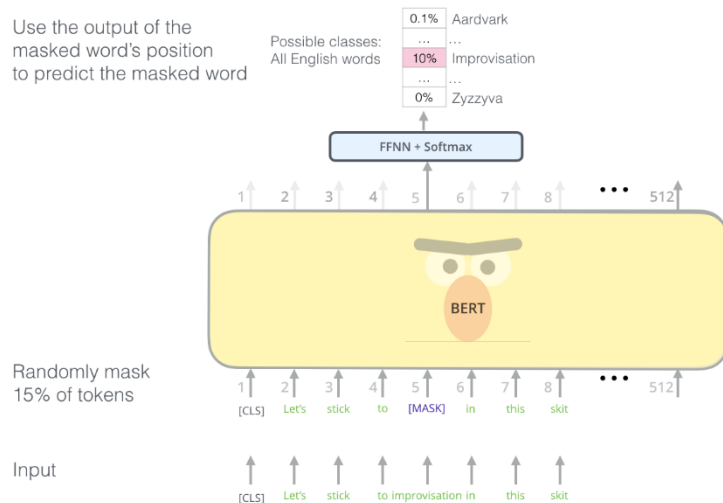 Use the output of the
masked word's position
to predict the masked word
Possible classes:
All English words
0.1% Aardvark
... ...
10% Improvisation
... ...
0% Zyzzyva
FFNN + Softmax
1 2 3 4 5 6 7 8 ... 512
BERT
Randomly mask
15% of tokens
1 2 3 4 5 6 7 8 ... 512
[CLS] Let's stick to [MASK] in this skit
Input
[CLS] Let's stick to improvisation in this skit